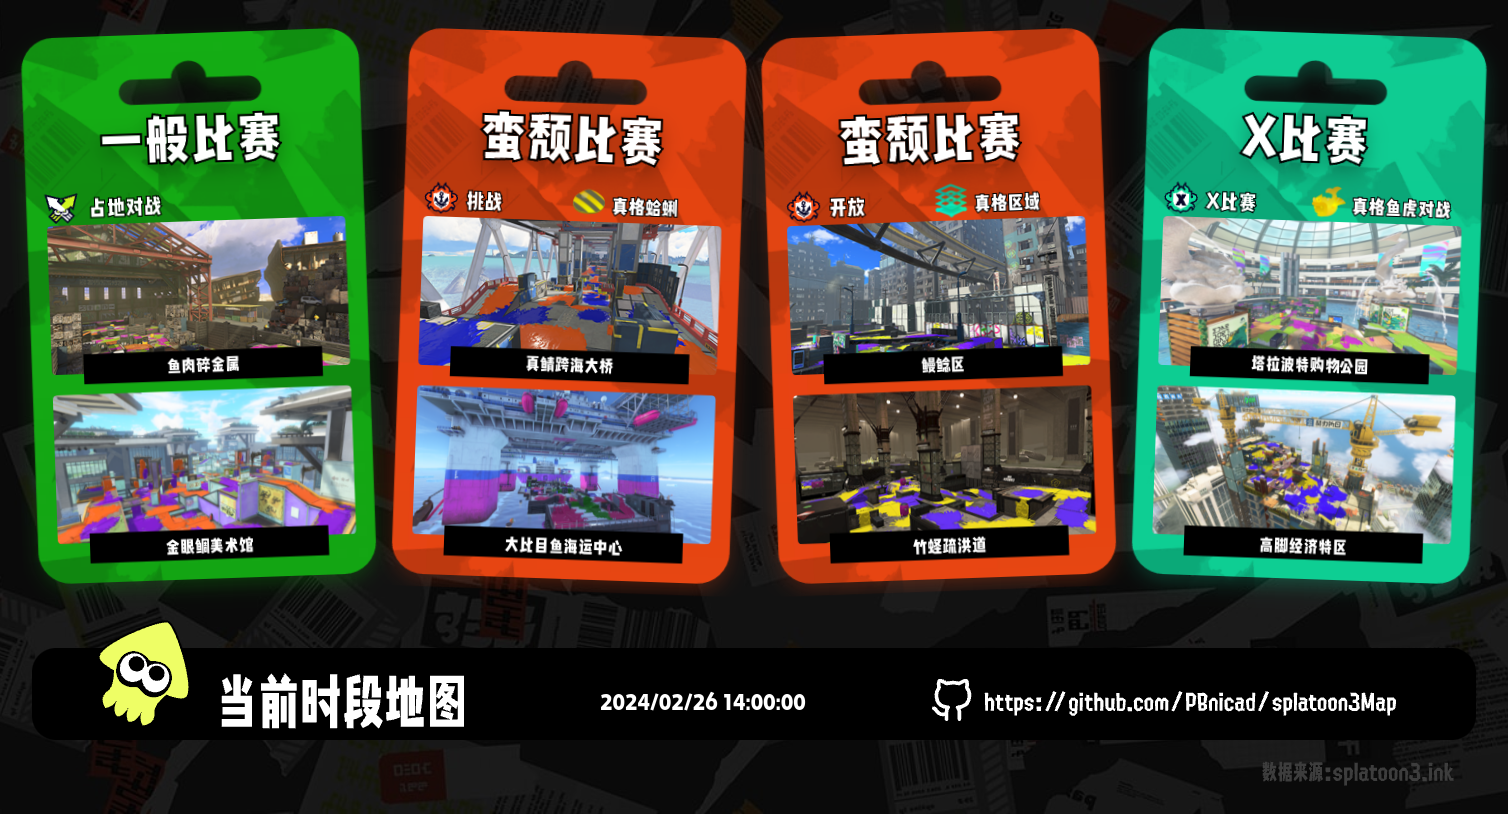 一般比赛
占地对战
鱼肉碎金属
金眼鲷美术馆
蛮颓比赛
挑战
真格蛤蜊
真鲭跨海大桥
大比目鱼海运中心
蛮颓比赛
开放
真格区域
鳗鲶区
竹蛏疏洪道
X比赛
X比赛
真格鱼虎对战
塔拉波特购物公园
高脚经济特区
当前时段地图
2024/02/26 14:00:00
https://github.com/PBnicad/splatoon3Map
数据来源:splatoon3.ink